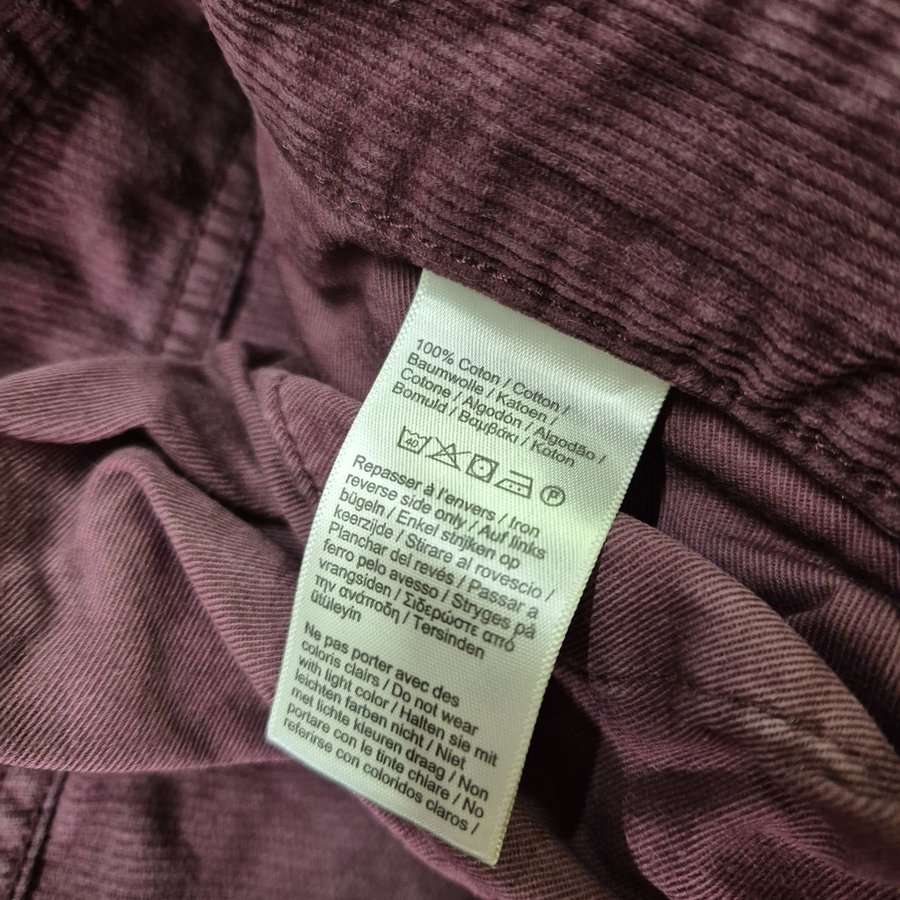 100% Coton / Cotton /
Baumwolle / Katoen /
Cotone / Algodón / Algodão /
Bomuld / Βαμβάκι / Koton
40 P
Repasser à l'envers / Iron
reverse side only / Auf links
bügeln / Enkel strijken op
keerzijde / Stirare al rovescio /
Planchar del revés / Passar a
ferro pelo avesso / Stryges på
vrangsiden / Σιδερώστε από
την ανάποδη / Tersinden
ütüleyin
Ne pas porter avec des
coloris clairs / Do not wear
with light color / Halten sie mit
leichten farben nicht / Niet
met lichte kleuren draag / Non
portare con le tinte chiare / No
referirse con coloridos claros /